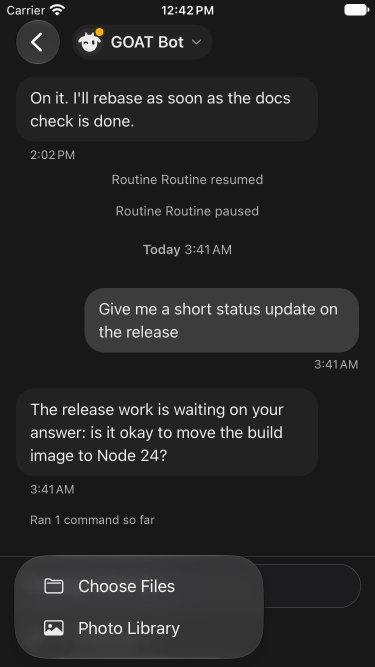 Carrier 12:42 PM
GOAT Bot
On it. I'll rebase as soon as the docs
check is done.
2:02 PM
Routine Routine resumed
Routine Routine paused
Today 3:41 AM
Give me a short status update on
the release
3:41 AM
The release work is waiting on your
answer: is it okay to move the build
image to Node 24?
3:41 AM
Ran 1 command so far
Choose Files
Photo Library